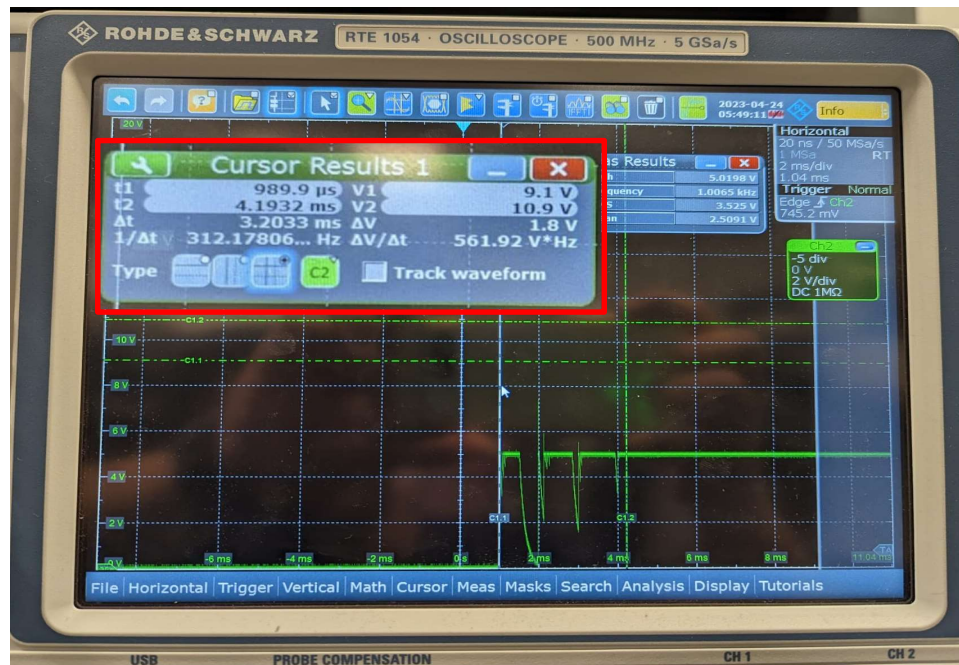 ROHDE&SCHWARZ RTE 1054 · OSCILLOSCOPE · 500 MHz · 5 GSa/s
2023-04-24
05:49:11
Info
20 V
Horizontal
20 ns / 50 MSa/s
1 MSa RT
2 ms/div
1.04 ms
Trigger Normal
Edge Ch2
745.2 mV
Cursor Results 1
t1 989.9 µs V1 9.1 V
t2 4.1932 ms V2 10.9 V
Δt 3.2033 ms ΔV 1.8 V
1/Δt 312.17806... Hz ΔV/Δt 561.92 V*Hz
Type C2 Track waveform
Results
5.0198 V
1.0065 kHz
3.525 V
2.5091 V
Ch2
-5 div
0 V
2 V/div
DC 1MΩ
C1.2
10 V
C1.1
8 V
6 V
4 V
2 V
C1.1 C1.2
0 V
-6 ms -4 ms -2 ms 0 s 2 ms 4 ms 6 ms 8 ms 11.04 ms
TA
File Horizontal Trigger Vertical Math Cursor Meas Masks Search Analysis Display Tutorials
USB PROBE COMPENSATION CH 1 CH 2